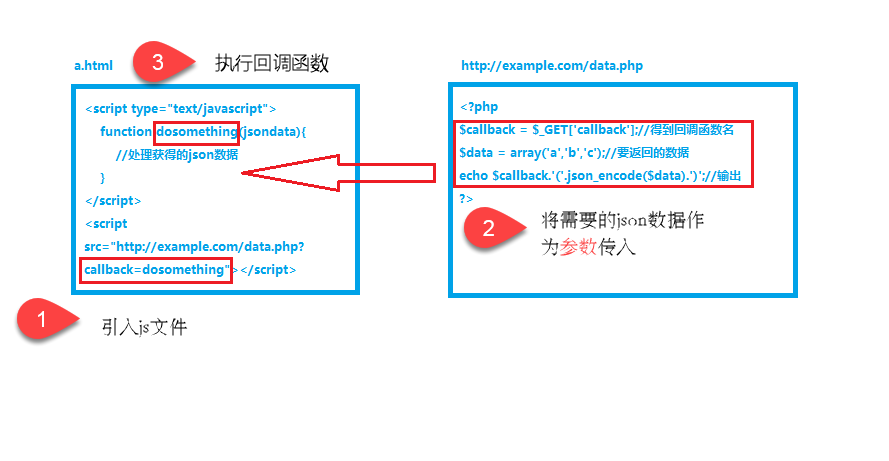 a.html
3
执行回调函数
<script type="text/javascript">
function dosomething(jsondata){
//处理获得的json数据
}
</script>
<script
src="http://example.com/data.php?
callback=dosomething"></script>
1
引入js文件
http://example.com/data.php
<?php
$callback = $_GET['callback'];//得到回调函数名
$data = array('a','b','c');//要返回的数据
echo $callback.'('.json_encode($data).')';//输出
?>
2
将需要的json数据作
为参数传入